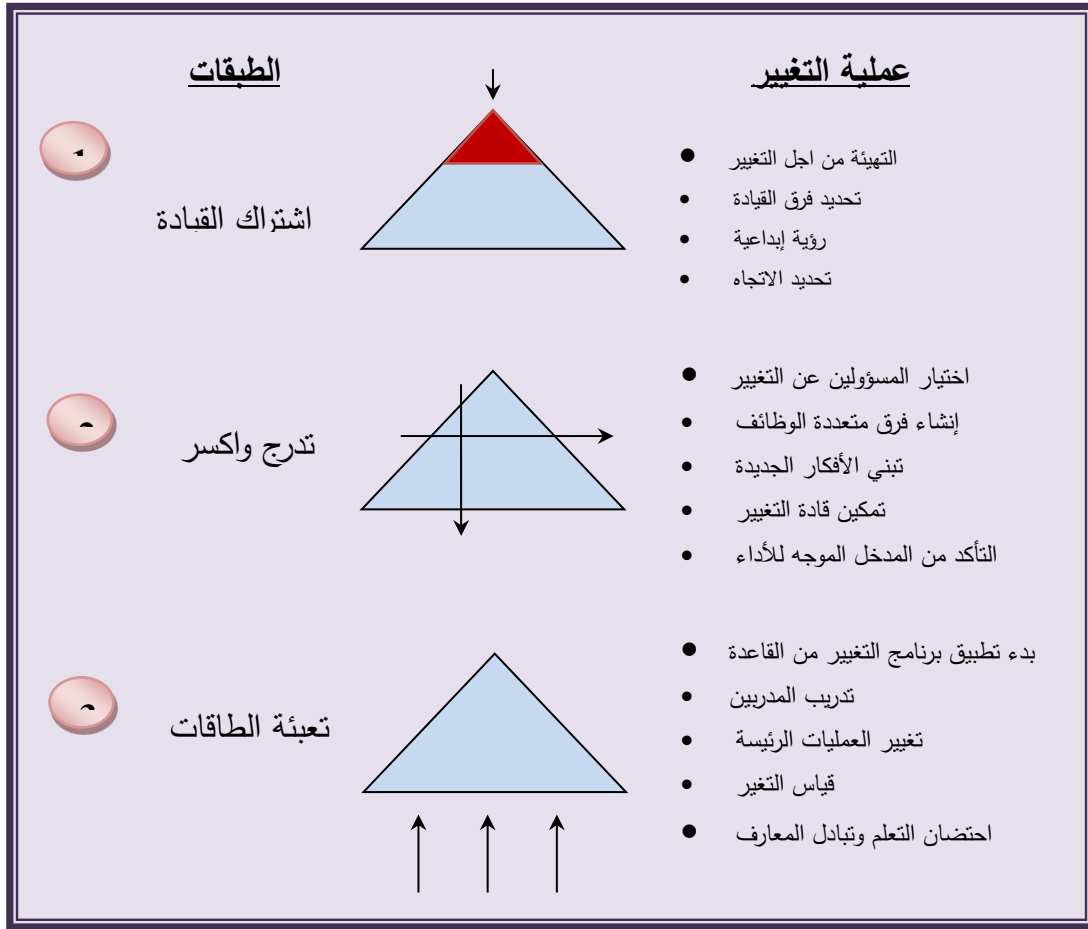 عملية التغيير
الطبقات
التهيئة من اجل التغيير
تحديد فرق القيادة
رؤية إبداعية
تحديد الاتجاه
اشتراك القيادة
اختيار المسؤولين عن التغيير
إنشاء فرق متعددة الوظائف
تبني الأفكار الجديدة
تمكين قادة التغيير
التأكد من المدخل الموجه للأداء
تدرج واكسر
بدء تطبيق برنامج التغيير من القاعدة
تدريب المدربين
تغيير العمليات الرئيسة
قياس التغير
احتضان التعلم وتبادل المعارف
تعبئة الطاقات